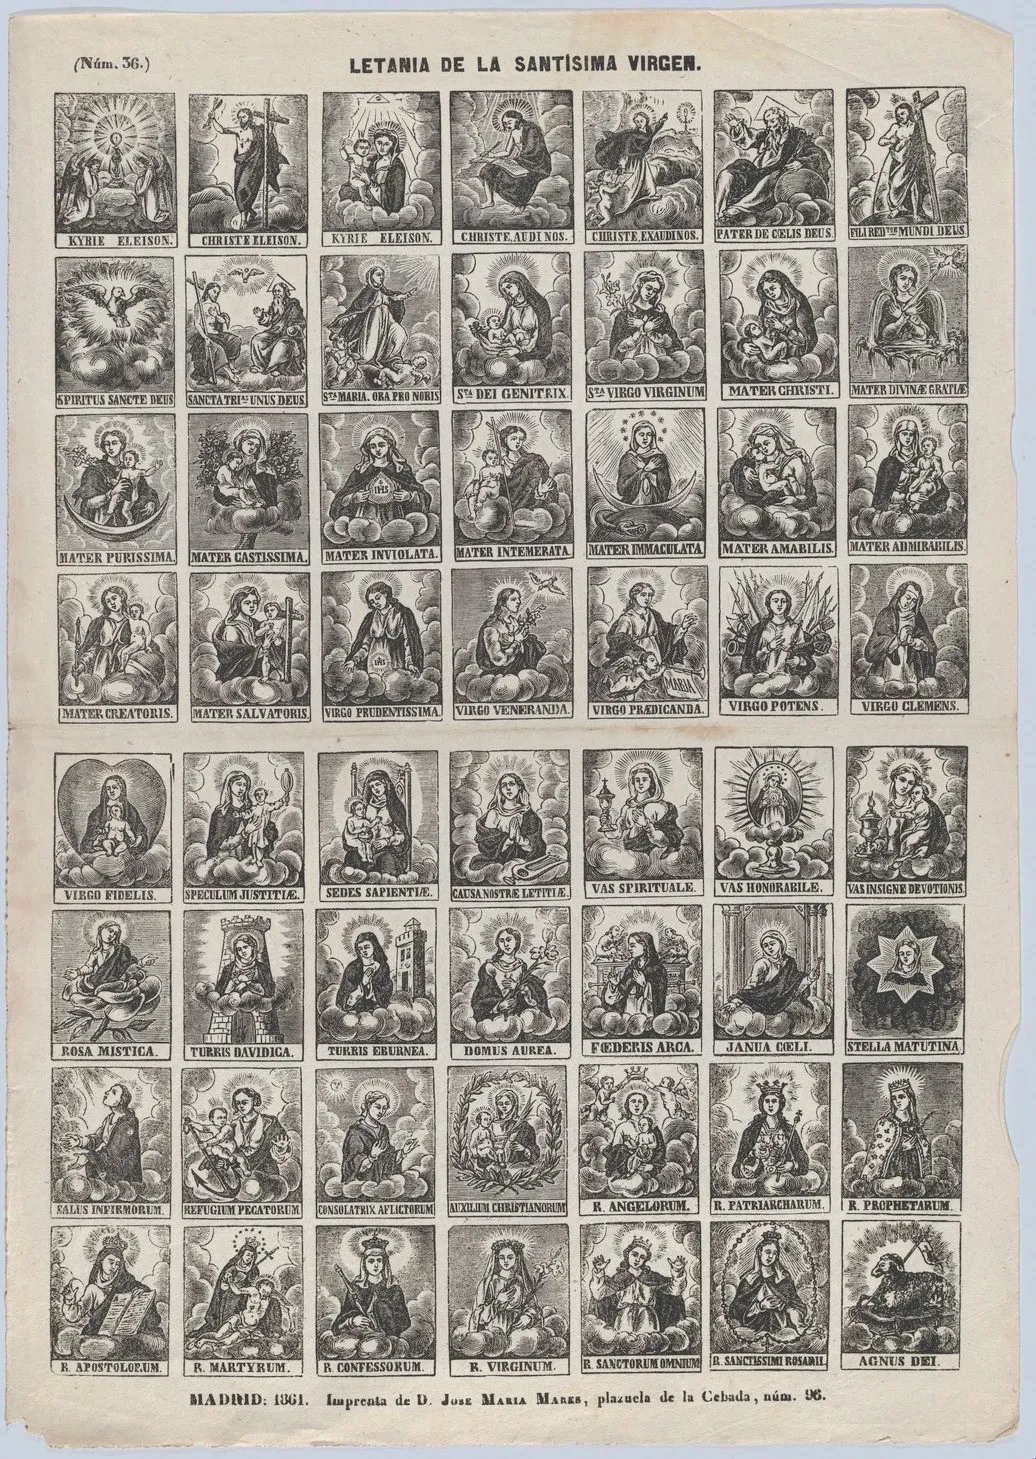 (Núm. 36.)
LETANIA DE LA SANTÍSIMA VIRGEN.
KYRIE ELEISON.
CHRISTE ELEISON.
KYRIE ELEISON.
CHRISTE, AUDI NOS.
CHRISTE, EXAUDI NOS.
PATER DE CŒLIS DEUS.
FILI REDTOR MUNDI DEUS
SPIRITUS SANCTE DEUS
SANCTA TRIAS UNUS DEUS.
STA MARIA. ORA PRO NOBIS
STA DEI GENITRIX.
STA VIRGO VIRGINUM
MATER CHRISTI.
MATER DIVINÆ GRATIÆ
MATER PURISSIMA.
MATER CASTISSIMA.
MATER INVIOLATA.
IHS
MATER INTEMERATA.
MATER IMMACULATA.
MATER AMABILIS.
MATER ADMIRABILIS.
MATER CREATORIS.
MATER SALVATORIS.
VIRGO PRUDENTISSIMA
IHS
VIRGO VENERANDA.
VIRGO PRÆDICANDA.
MARIA
VIRGO POTENS.
VIRGO CLEMENS.
VIRGO FIDELIS.
SPECULUM JUSTITIÆ.
SEDES SAPIENTIÆ.
CAUSA NOSTRÆ LETITIÆ.
VAS SPIRITUALE.
VAS HONORABILE.
VAS INSIGNE DEVOTIONIS.
ROSA MISTICA.
TURRIS DAVIDICA.
TURRIS EBURNEA.
DOMUS AUREA.
FŒDERIS ARCA.
JANUA CŒLI.
STELLA MATUTINA.
SALUS INFIRMORUM.
REFUGIUM PECATORUM.
CONSOLATRIX AFLICTORUM
AUXILIUM CHRISTIANORUM
R. ANGELORUM.
R. PATRIARCHARUM.
R. PROPHETARUM.
R. APOSTOLORUM.
R. MARTYRUM.
R. CONFESSORUM.
R. VIRGINUM.
R. SANCTORUM OMNIUM
R. SANCTISSIMI ROSARII.
AGNUS DEI.
MADRID: 1861. Imprenta de D. JOSE MARIA MARES, plazuela de la Cebada, núm. 96.